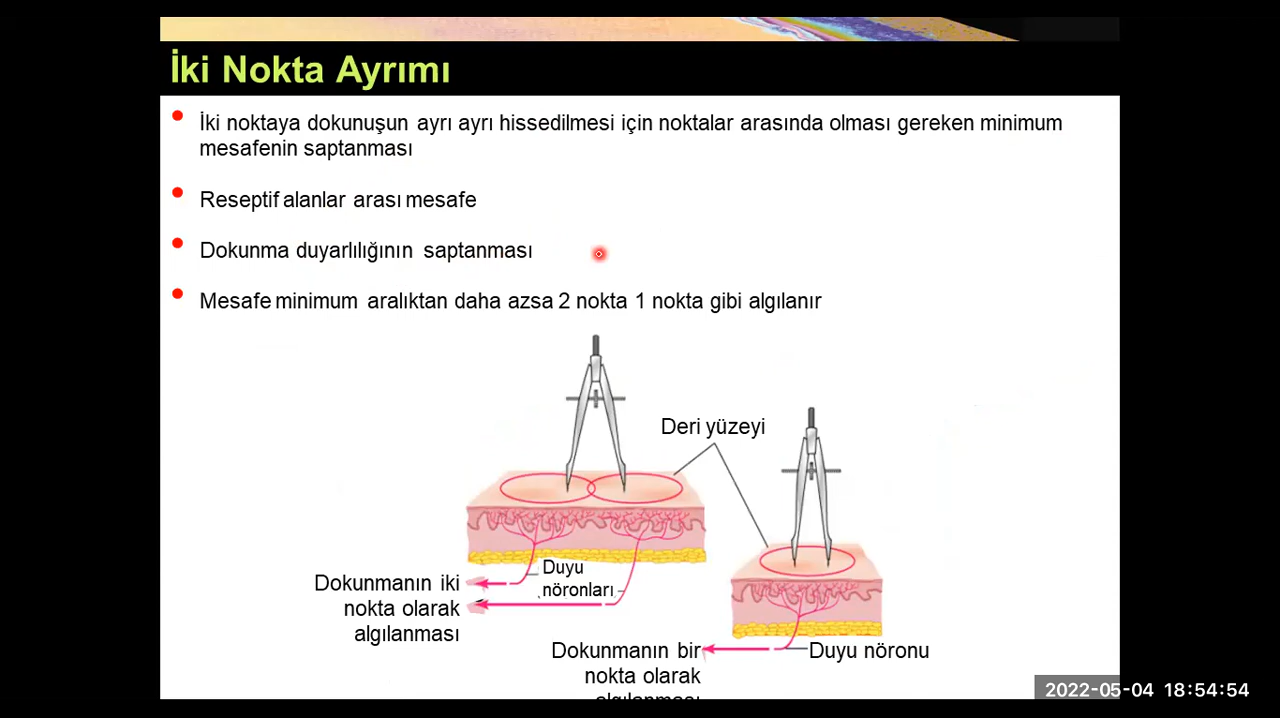 İki Nokta Ayrımı
İki noktaya dokunuşun ayrı ayrı hissedilmesi için noktalar arasında olması gereken minimum
mesafenin saptanması
Reseptif alanlar arası mesafe
Dokunma duyarlılığının saptanması
Mesafe minimum aralıktan daha azsa 2 nokta 1 nokta gibi algılanır
Deri yüzeyi
Duyu
nöronları
Dokunmanın iki
nokta olarak
algılanması
Dokunmanın bir
nokta olarak
algılanması
Duyu nöronu
2022-05-04 18:54:54